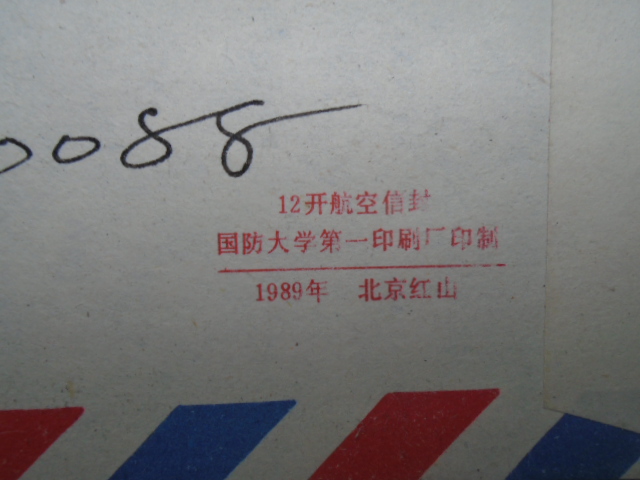 0088
12开航空信封
国防大学第一印刷厂印制
1989年 北京红山